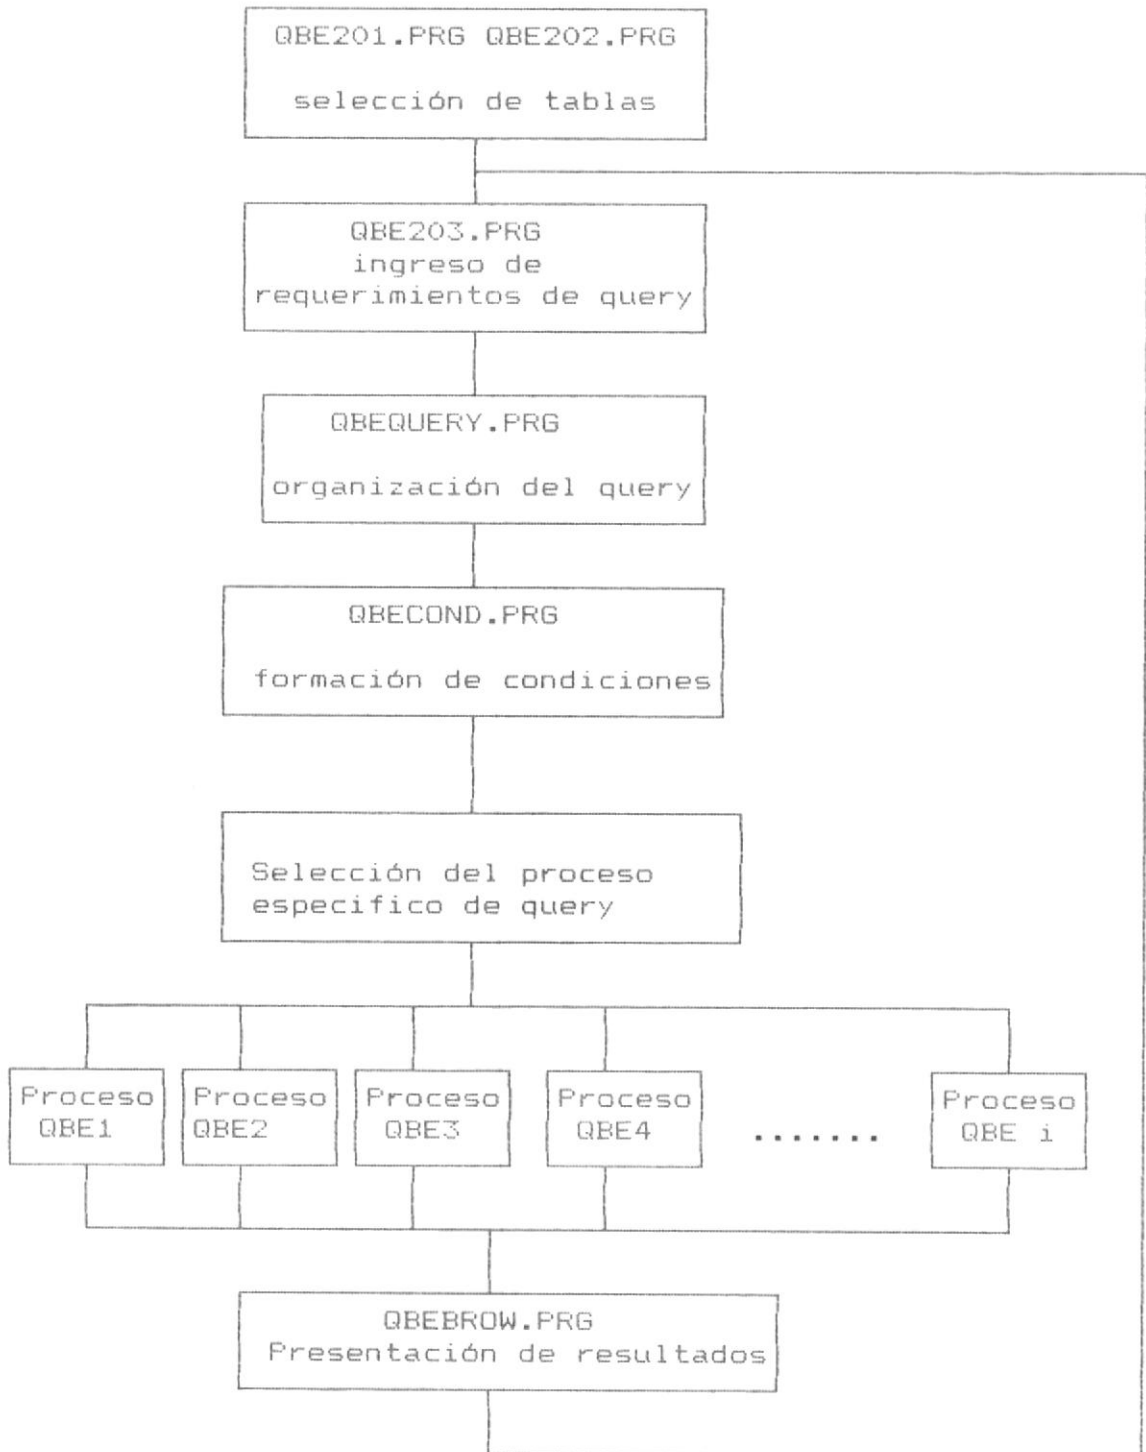 QBE201.PRG QBE202.PRG
selección de tablas
QBE203.PRG
ingreso de
requerimientos de query
QBEQUERY.PRG
organización del query
QBECOND.PRG
formación de condiciones
Selección del proceso
especifico de query
Proceso
QBE1
Proceso
QBE2
Proceso
QBE3
Proceso
QBE4
.......
Proceso
QBE i
QBEBROW.PRG
Presentación de resultados